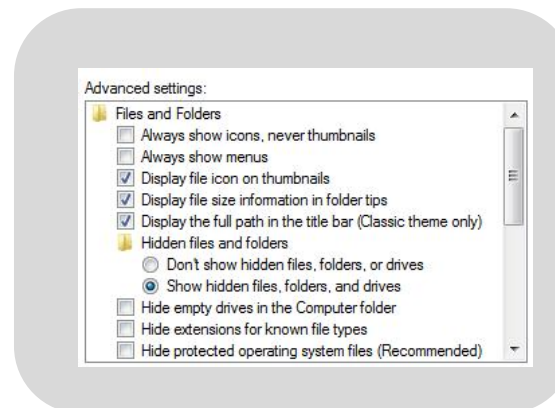 Advanced settings:
Files and Folders
Always show icons, never thumbnails
Always show menus
Display file icon on thumbnails
Display file size information in folder tips
Display the full path in the title bar (Classic theme only)
Hidden files and folders
Don't show hidden files, folders, or drives
Show hidden files, folders, and drives
Hide empty drives in the Computer folder
Hide extensions for known file types
Hide protected operating system files (Recommended)